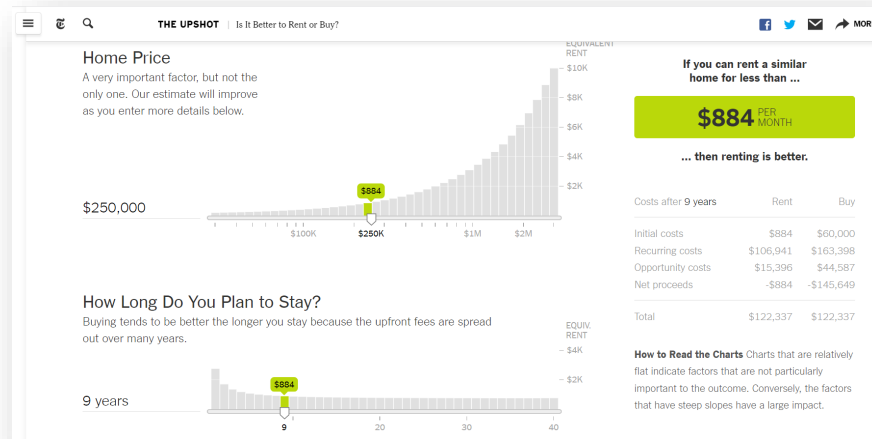 THE UPSHOT | Is It Better to Rent or Buy?
MOR
Home Price
A very important factor, but not the
only one. Our estimate will improve
as you enter more details below.
EQUIVALENT
RENT
$10K
$8K
$6K
$4K
$2K
$884
$250,000
$100K
$250K
$1M
$2M
How Long Do You Plan to Stay?
Buying tends to be better the longer you stay because the upfront fees are spread
out over many years.
EQUIV.
RENT
$4K
$2K
$884
9 years
9
20
30
40
If you can rent a similar
home for less than ...
$884 PER
MONTH
... then renting is better.
Costs after 9 years Rent Buy
Initial costs $884 $60,000
Recurring costs $106,941 $163,398
Opportunity costs $15,396 $44,587
Net proceeds -$884 -$145,649
Total $122,337 $122,337
How to Read the Charts Charts that are relatively
flat indicate factors that are not particularly
important to the outcome. Conversely, the factors
that have steep slopes have a large impact.